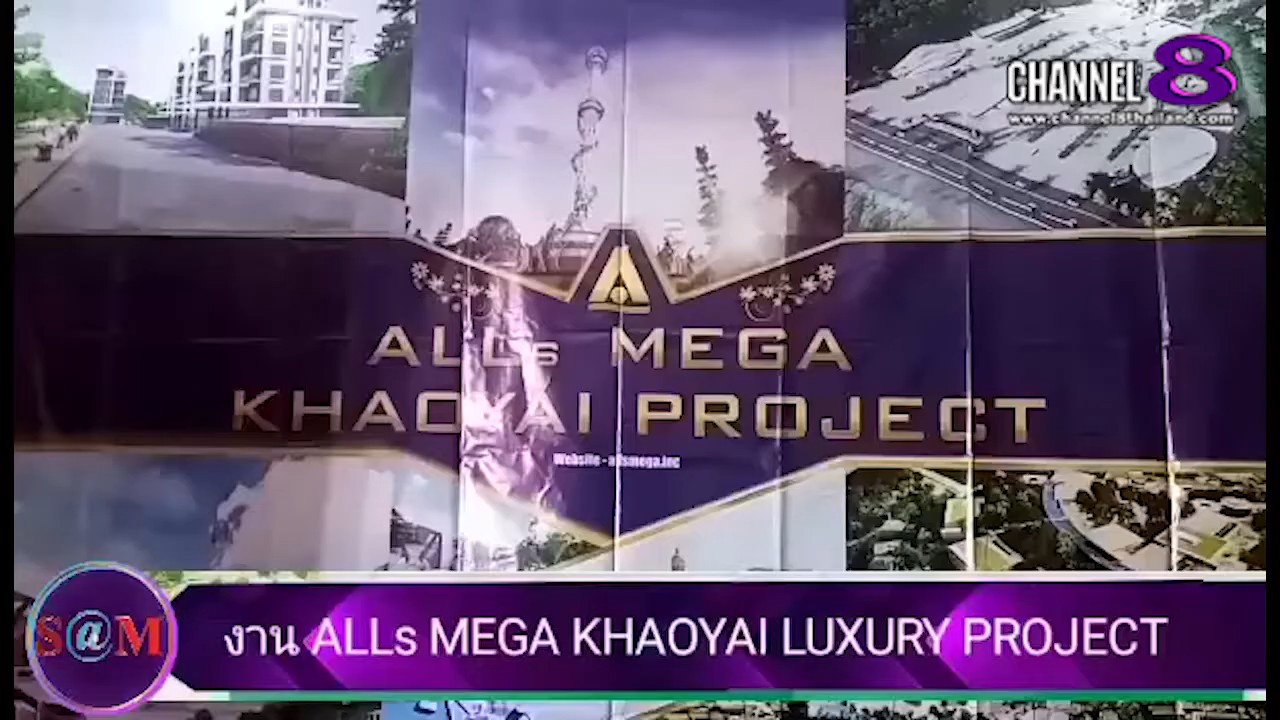 CHANNEL 8
www.channel8thailand.com
ALLs MEGA
KHAOYAI PROJECT
Website - allsmega.inc
S@M
งาน ALLs MEGA KHAOYAI LUXURY PROJECT